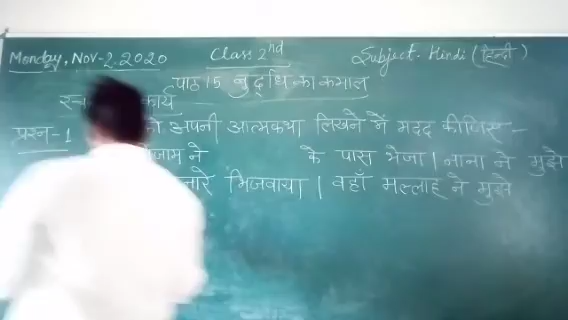 Monday, Nov-2, 2020 Class 2nd Subject- Hindi (हिन्दी)
पाठ 15 बुद्धि का कमाल
कार्य
प्रश्न-1 को अपनी आत्मकथा लिखने में मदद कीजिए-
ने के पास भेजा। नाना ने मुझे
भिजवाया। वहाँ मल्लाह ने मुझे